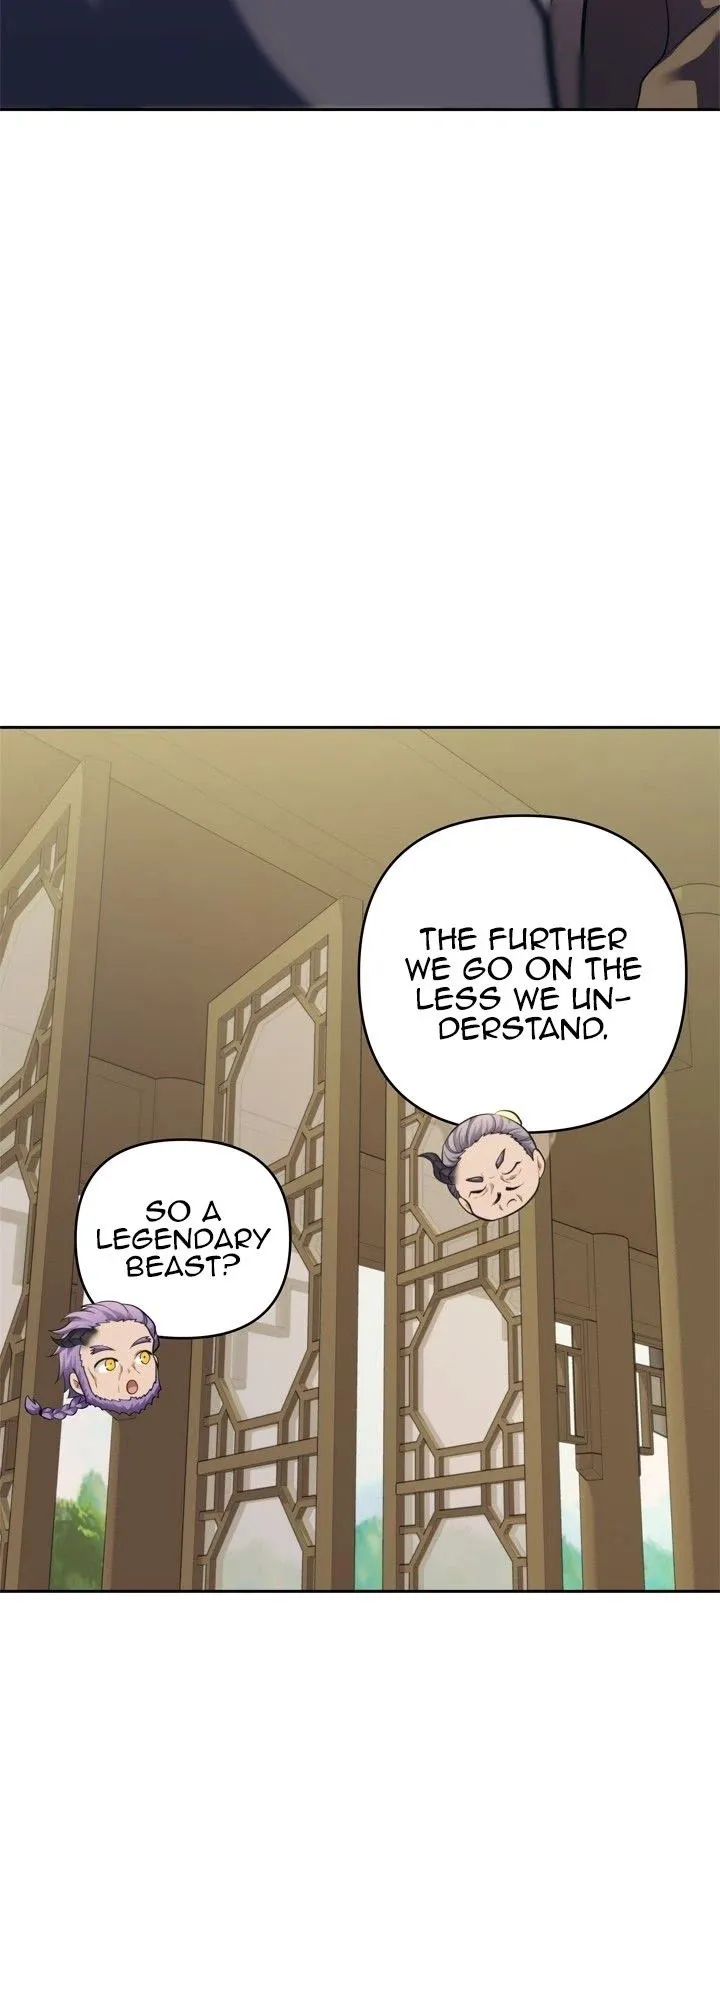 THE FURTHER
WE GO ON THE
LESS WE UN-
DERSTAND.
SO A
LEGENDARY
BEAST?